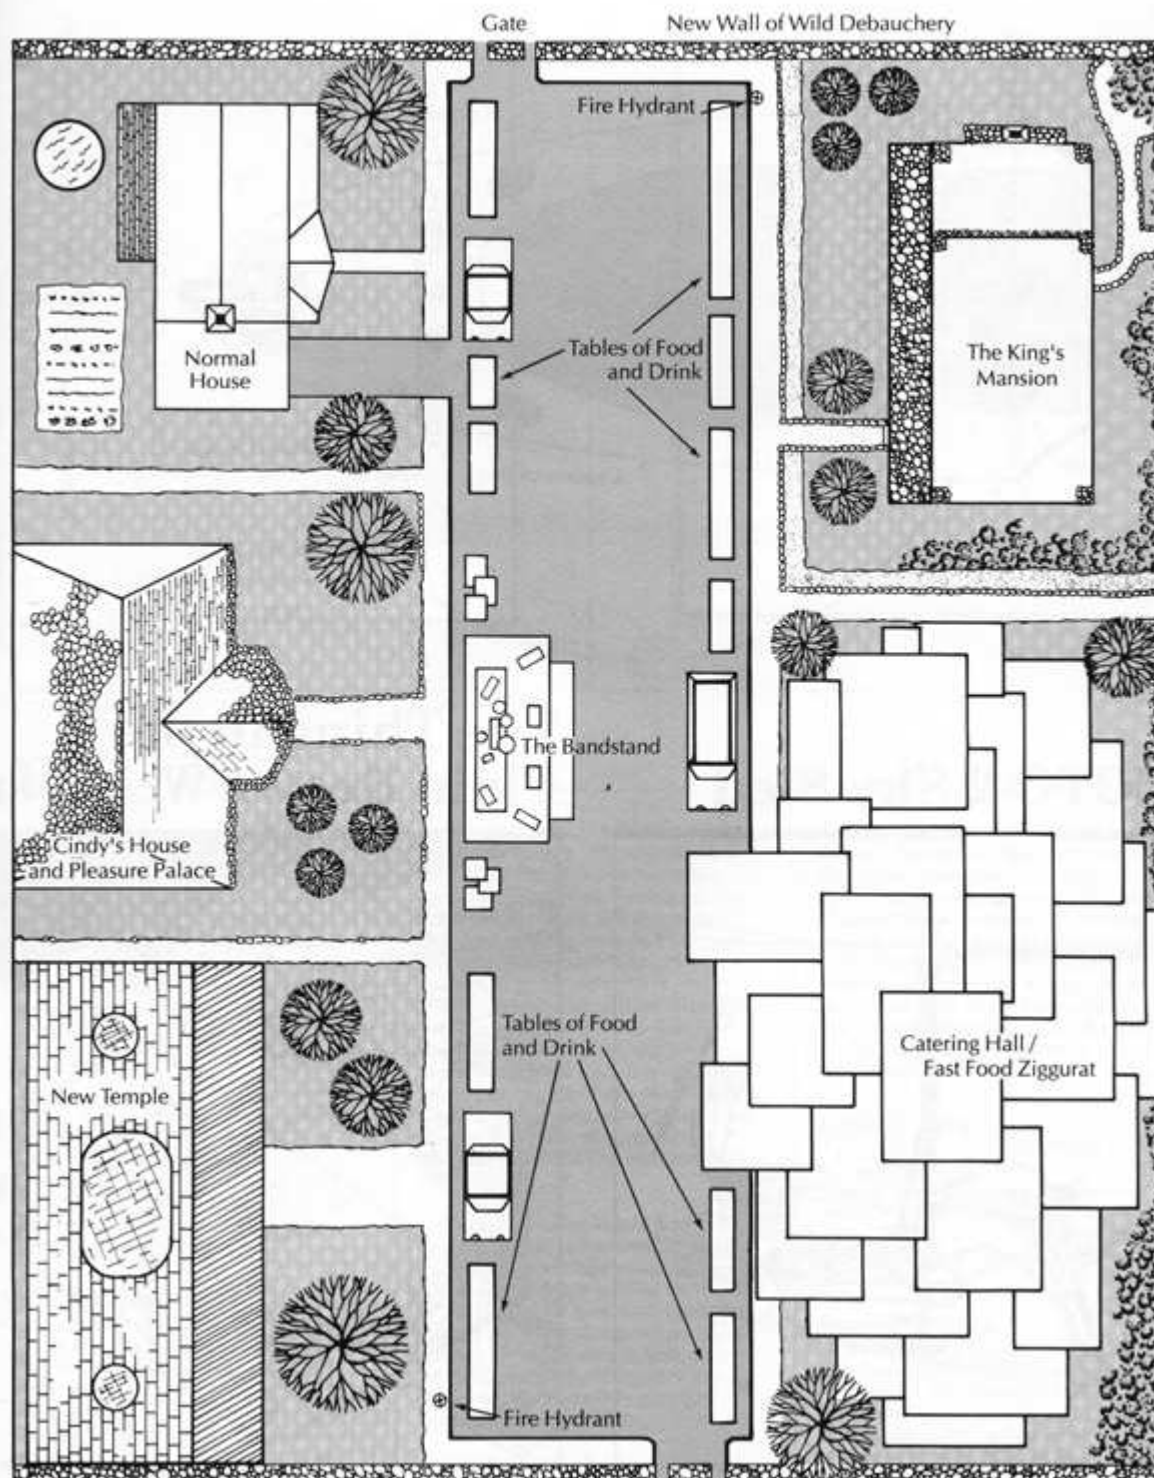 Gate
New Wall of Wild Debauchery
Fire Hydrant
Tables of Food
and Drink
Normal
House
The King's
Mansion
The Bandstand
Cindy's House
and Pleasure Palace
Tables of Food
and Drink
Catering Hall /
Fast Food Ziggurat
New Temple
Fire Hydrant